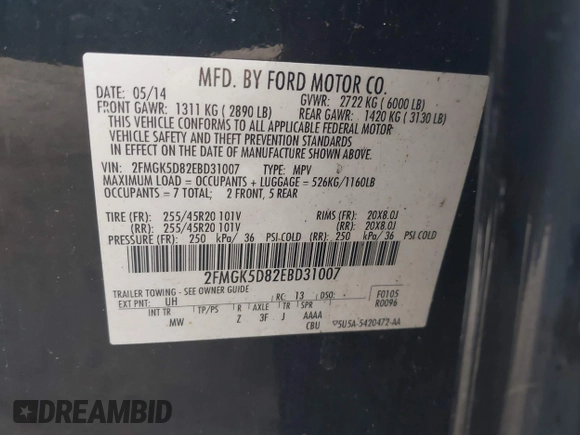 MFD. BY FORD MOTOR CO.
DATE: 05/14 GVWR: 2722 KG ( 6000 LB)
FRONT GAWR: 1311 KG ( 2890 LB) REAR GAWR: 1420 KG ( 3130 LB)
THIS VEHICLE CONFORMS TO ALL APPLICABLE FEDERAL MOTOR
VEHICLE SAFETY AND THEFT PREVENTION STANDARDS
IN EFFECT ON THE DATE OF MANUFACTURE SHOWN ABOVE.
VIN: 2FMGK5D82EBD31007 TYPE: MPV
MAXIMUM LOAD = OCCUPANTS + LUGGAGE = 526KG/1160LB
OCCUPANTS = 7 TOTAL; 2 FRONT, 5 REAR
TIRE (FR): 255/45R20 101V RIMS (FR): 20X8.0J
(RR): 255/45R20 101V (RR): 20X8.0J
PRESSURE (FR): 250 kPa/ 36 PSI-COLD (RR): 250 kPa/ 36 PSI-COLD
2FMGK5D82EBD31007
TRAILER TOWING - SEE OWNER GUIDE
EXT PNT: UH RC: 13 DSO: F0105
R0096
INT TR TP/PS R AXLE TR SPR
MW Z 3F J AAAA
CBU 5U5A-5420472-AA
DREAMBID